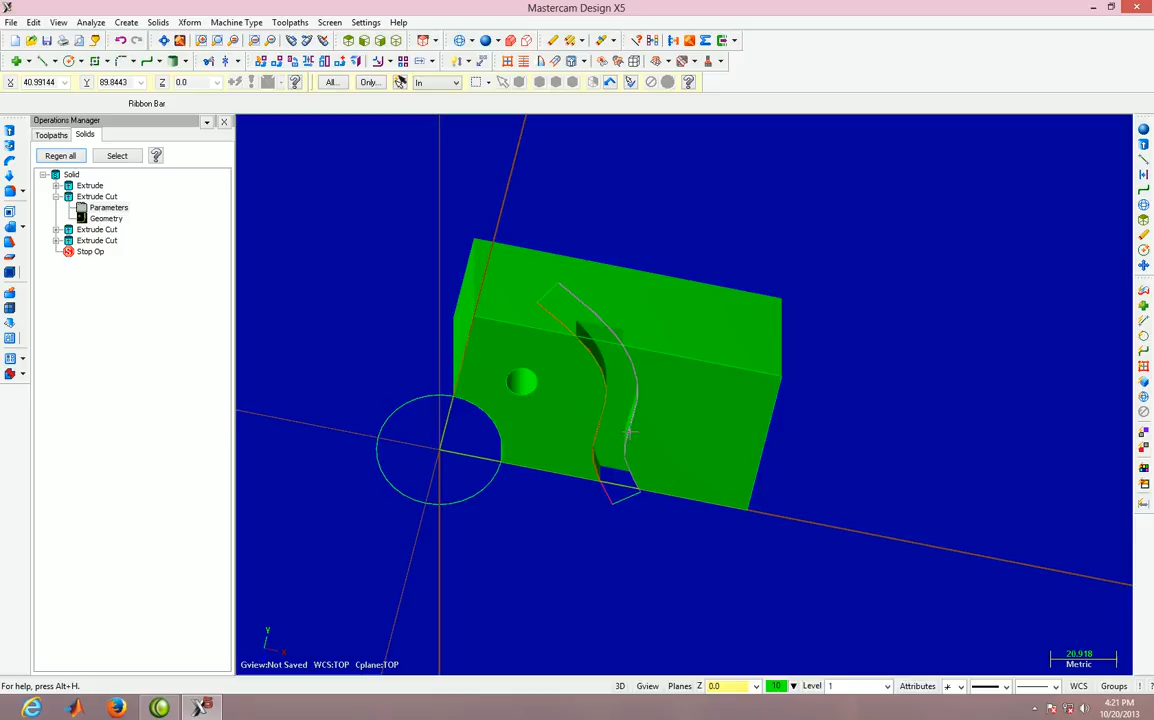 Mastercam Design X5
File Edit View Analyze Create Solids Xform Machine Type Toolpaths Screen Settings Help
X 40.99144 Y 89.8443 Z 0.0 All... Only... In
Ribbon Bar
Operations Manager
Toolpaths Solids
Regen all Select
Solid
Extrude
Extrude Cut
Parameters
Geometry
Extrude Cut
Extrude Cut
Stop Op
Y
X
Gview:Not Saved WCS:TOP Cplane:TOP
20.918
Metric
For help, press Alt+H.
3D Gview Planes Z 0.0 10 Level 1 Attributes WCS Groups ! ?
4:21 PM
10/20/2013